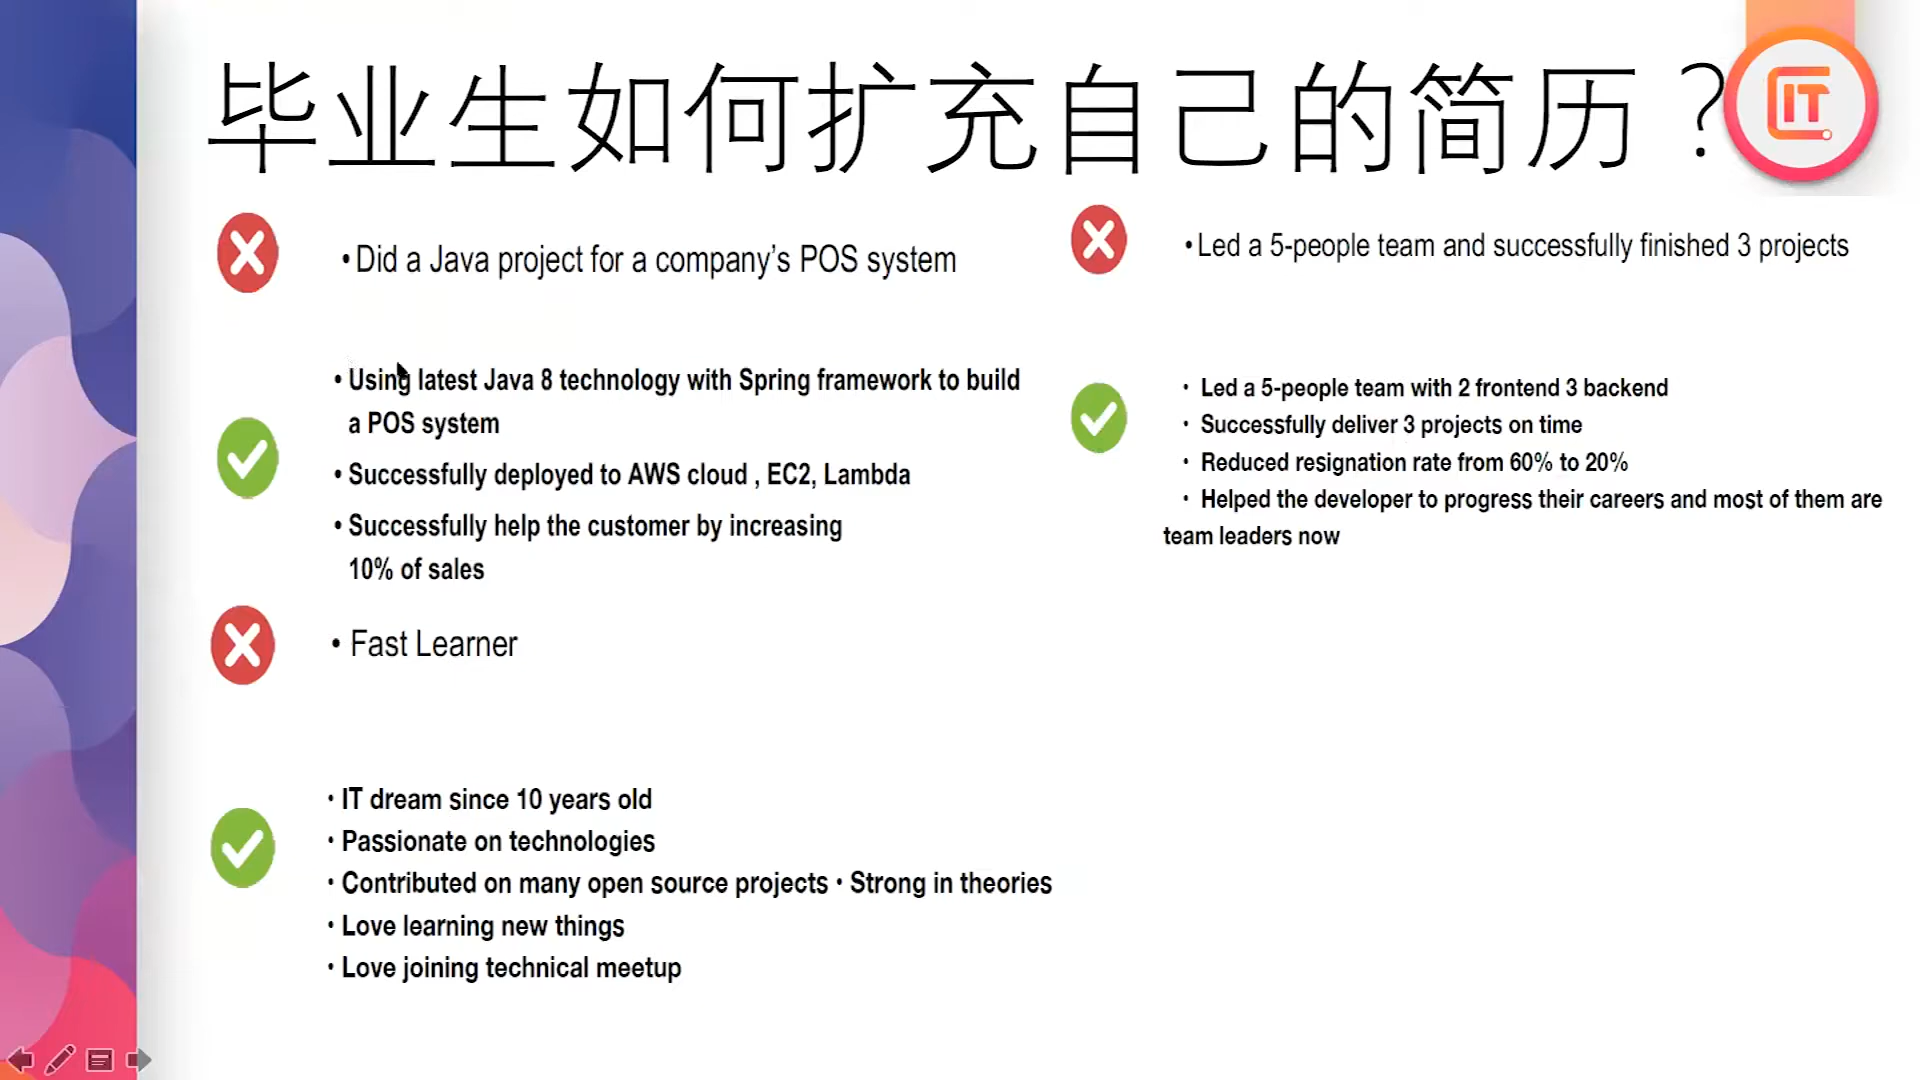 毕业生如何扩充自己的简历？
IT
•Did a Java project for a company's POS system
• Using latest Java 8 technology with Spring framework to build
a POS system
• Successfully deployed to AWS cloud , EC2, Lambda
• Successfully help the customer by increasing
10% of sales
• Fast Learner
• IT dream since 10 years old
• Passionate on technologies
• Contributed on many open source projects • Strong in theories
• Love learning new things
• Love joining technical meetup
•Led a 5-people team and successfully finished 3 projects
• Led a 5-people team with 2 frontend 3 backend
• Successfully deliver 3 projects on time
• Reduced resignation rate from 60% to 20%
• Helped the developer to progress their careers and most of them are
team leaders now